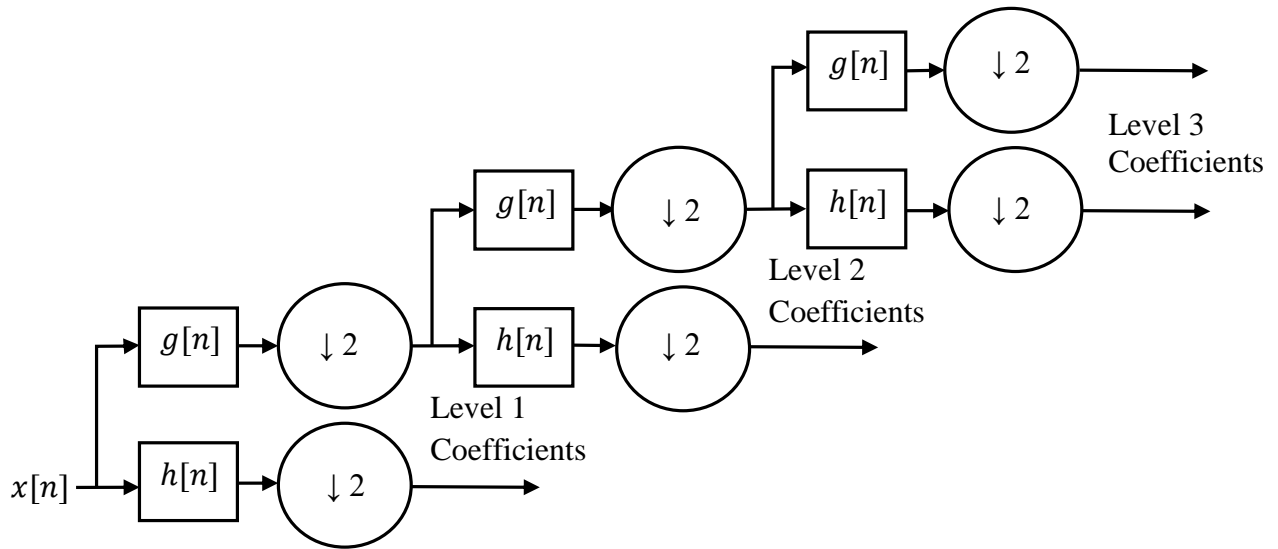 g[n]
↓ 2
Level 3
Coefficients
g[n]
↓ 2
h[n]
↓ 2
Level 2
Coefficients
g[n]
↓ 2
h[n]
↓ 2
Level 1
Coefficients
x[n]
h[n]
↓ 2